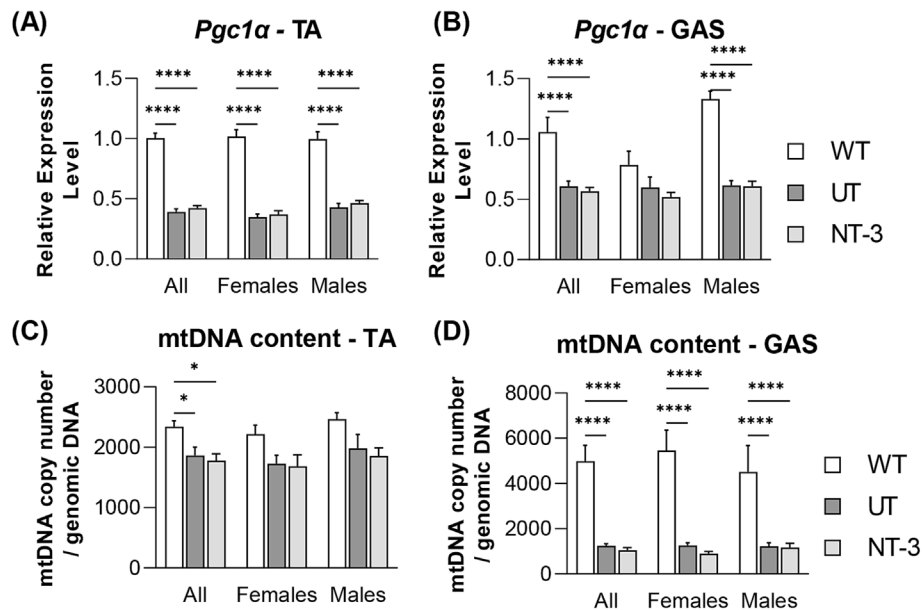 (A)
Pgc1α - TA
Relative Expression
Level
1.5
1.0
0.5
0.0
**** **** ****
**** **** ****
All Females Males
(B)
Pgc1α - GAS
Relative Expression
Level
1.5
1.0
0.5
0.0
**** ****
**** ****
All Females Males
WT
UT
NT-3
(C)
mtDNA content - TA
mtDNA copy number
/ genomic DNA
3000
2000
1000
0
*
*
All Females Males
(D)
mtDNA content - GAS
mtDNA copy number
/ genomic DNA
8000
6000
4000
2000
0
**** **** ****
**** **** ****
All Females Males
WT
UT
NT-3